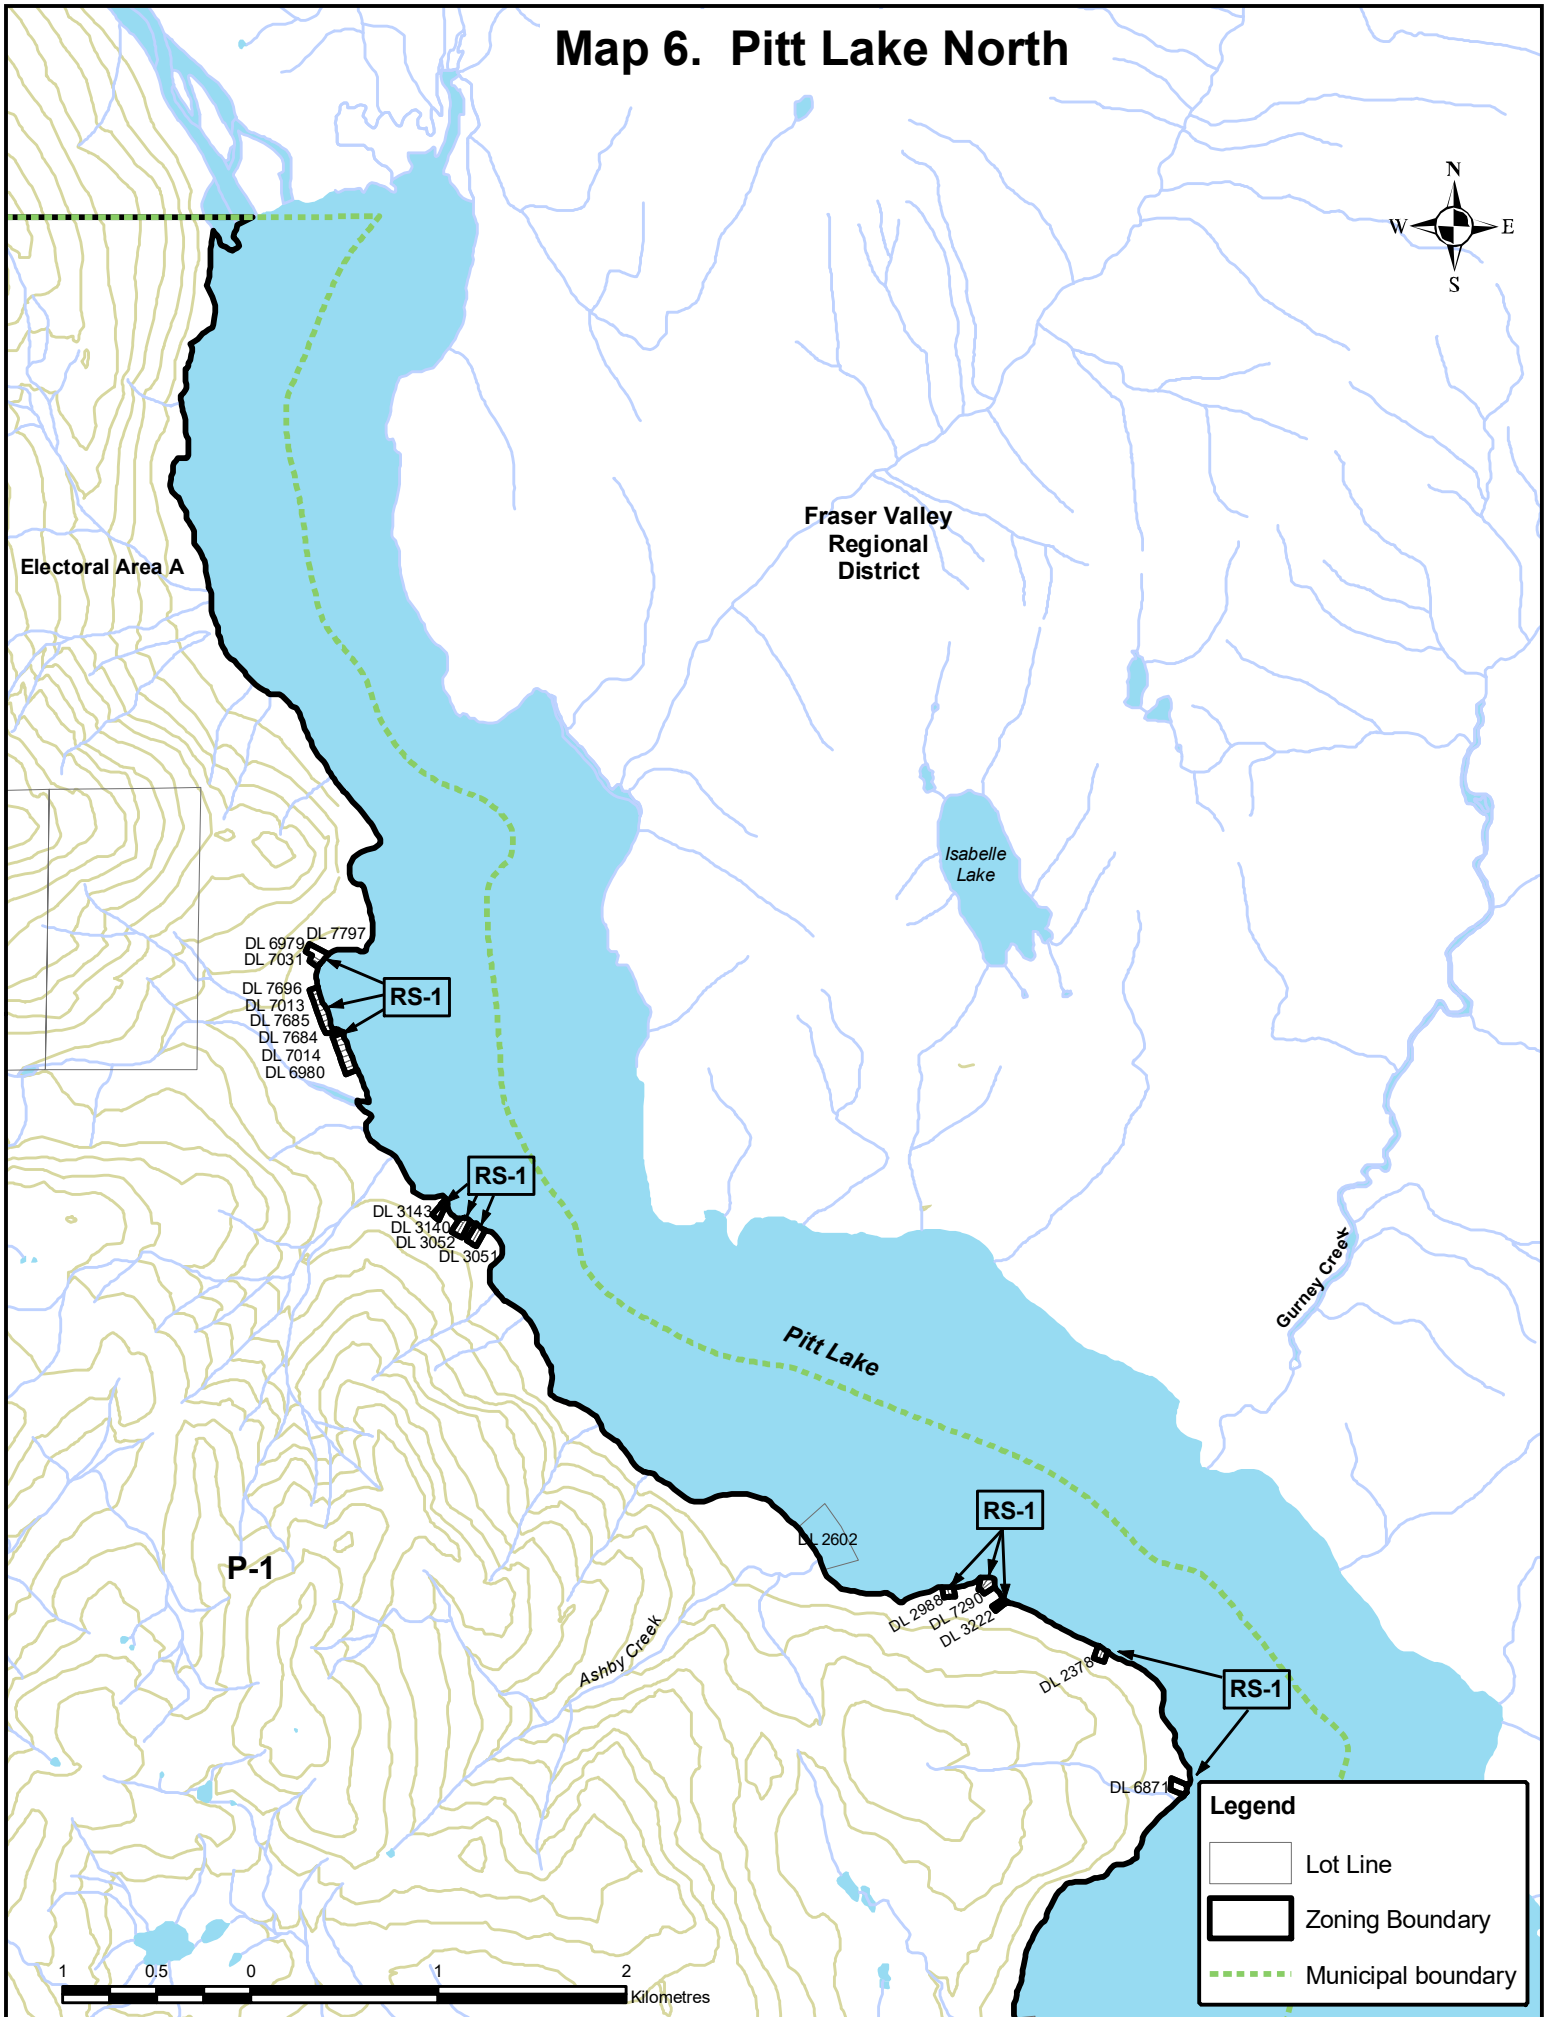 Map 6.  Pitt Lake North
N
W
E
S
Fraser Valley
Regional
District
Electoral Area A
Isabelle
Lake
DL 7797
DL 6979
DL 7031
RS-1
DL 7696
DL 7013
DL 7685
DL 7684
DL 7014
DL 6980
RS-1
DL 3143
DL 3140
DL 3052
DL 3051
Gurney Creek
Pitt Lake
RS-1
DL 2602
P-1
DL 2988
DL 7290
DL 3222
Ashby Creek
DL 2378
RS-1
DL 6871
Legend
Lot Line
Zoning Boundary
Municipal boundary
1 0.5 0 1 2
Kilometres